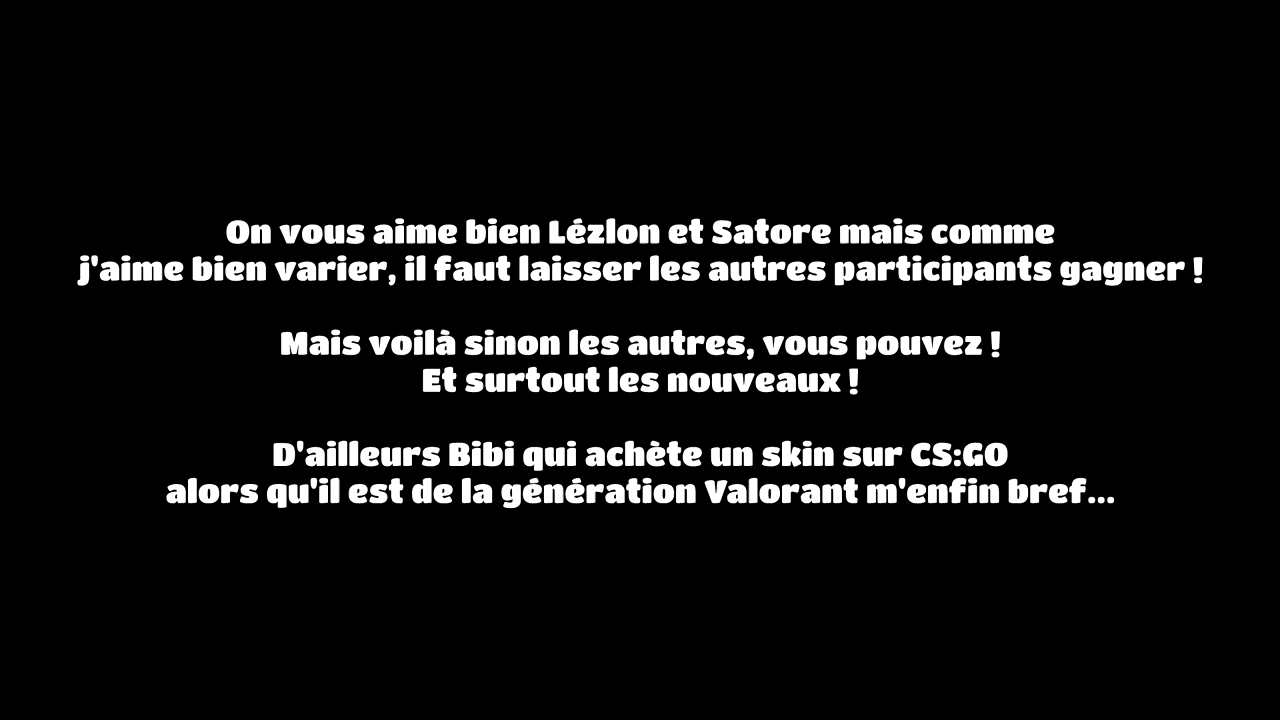 On vous aime bien Lézlon et Satore mais comme
j'aime bien varier, il faut laisser les autres participants gagner !
Mais voilà sinon les autres, vous pouvez !
Et surtout les nouveaux !
D'ailleurs Bibi qui achète un skin sur CS:GO
alors qu'il est de la génération Valorant m'enfin bref...